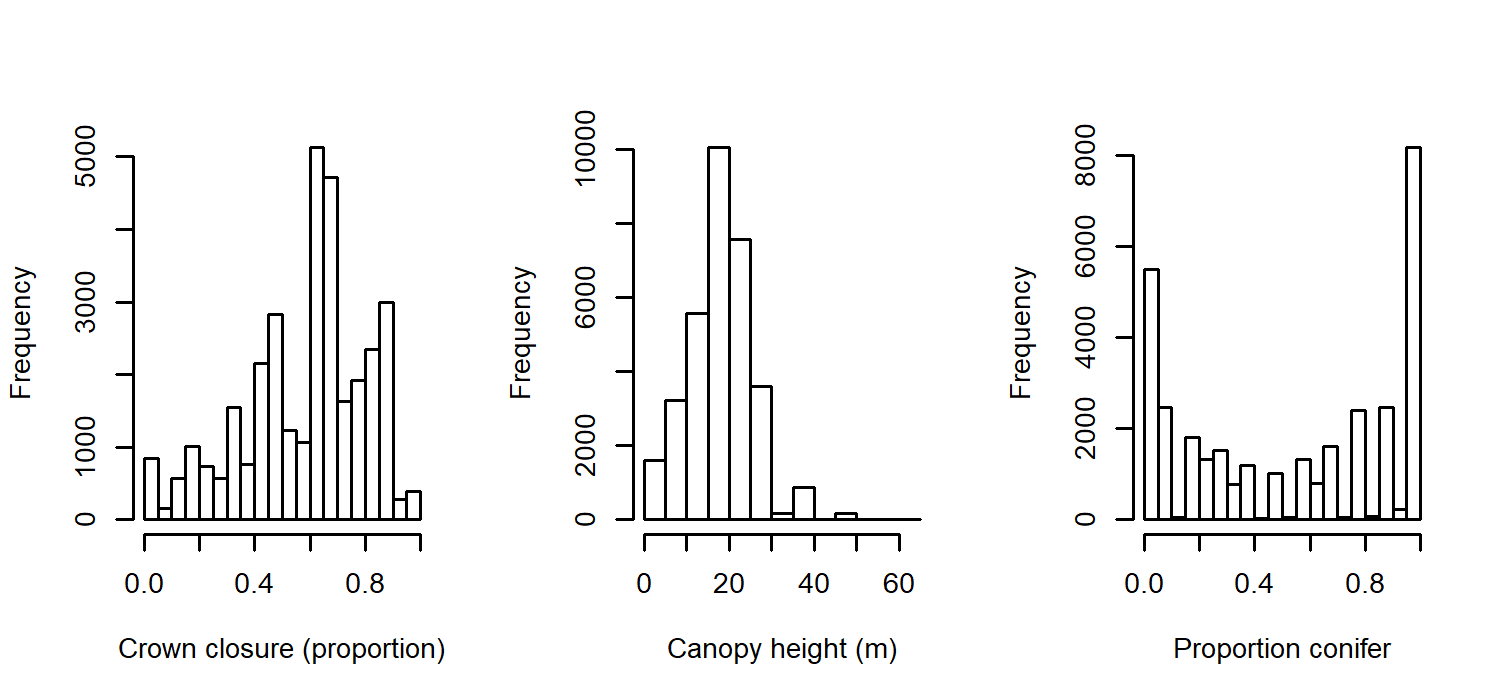 Frequency
5000
3000
1000
0
0.0 0.4 0.8
Crown closure (proportion)
Frequency
10000
6000
2000
0
0 20 40 60
Canopy height (m)
Frequency
8000
6000
4000
2000
0
0.0 0.4 0.8
Proportion conifer